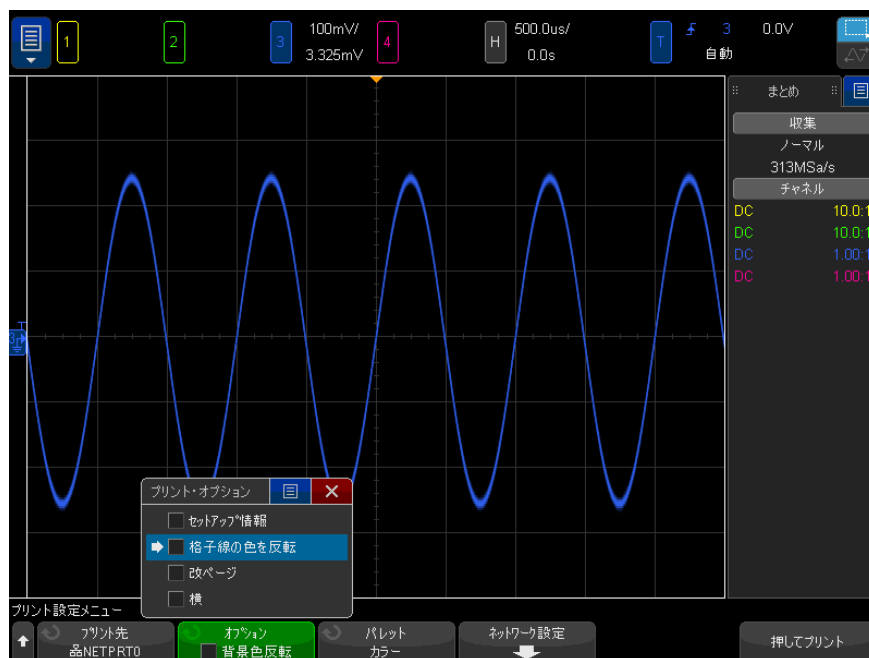 1
2
3
100mV/
3.325mV
4
H
500.0us/
0.0s
T
3
0.0V
自動
まとめ
収集
ノーマル
313MSa/s
チャネル
DC 10.0:1
DC 10.0:1
DC 1.00:1
DC 1.00:1
T
3
プリント・オプション
セットアップ情報
格子線の色を反転
改ページ
横
プリント設定メニュー
プリント先
NETPRT0
オプション
背景色反転
パレット
カラー
ネットワーク設定
押してプリント